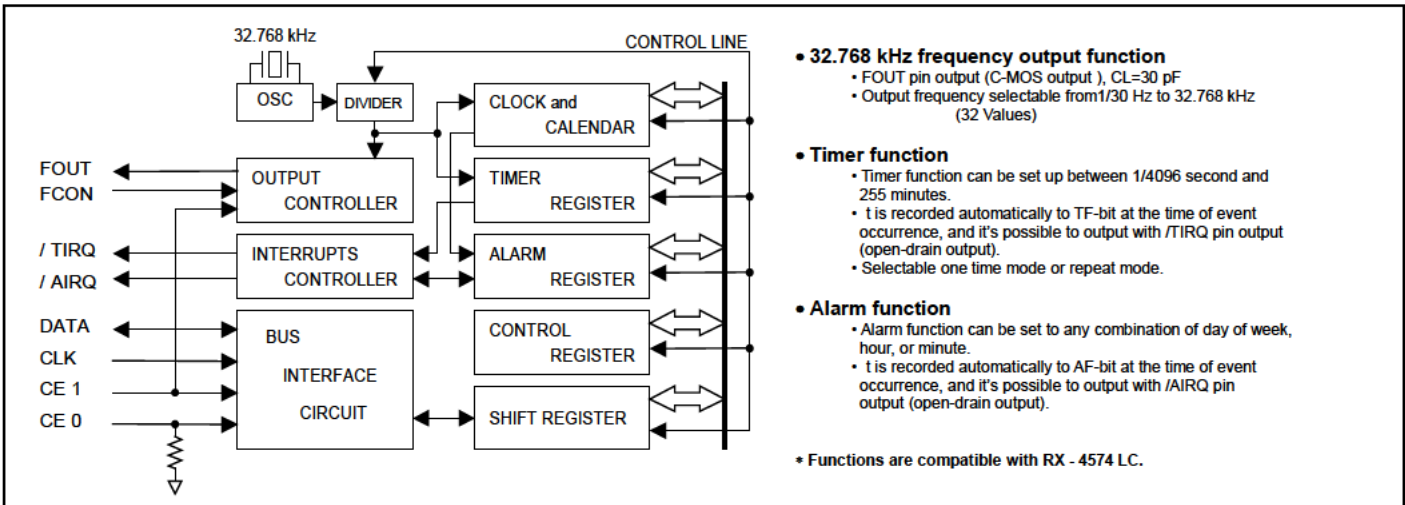 32.768 kHz
CONTROL LINE
OSC
DIVIDER
CLOCK and
CALENDAR
FOUT
FCON
OUTPUT
CONTROLLER
TIMER
REGISTER
/ TIRQ
/ AIRQ
INTERRUPTS
CONTROLLER
ALARM
REGISTER
DATA
CLK
CE 1
CE 0
BUS
INTERFACE
CIRCUIT
CONTROL
REGISTER
SHIFT REGISTER
• 32.768 kHz frequency output function
• FOUT pin output (C-MOS output ), CL=30 pF
• Output frequency selectable from1/30 Hz to 32.768 kHz
(32 Values)
• Timer function
• Timer function can be set up between 1/4096 second and
255 minutes.
• t is recorded automatically to TF-bit at the time of event
occurrence, and it's possible to output with /TIRQ pin output
(open-drain output).
• Selectable one time mode or repeat mode.
• Alarm function
• Alarm function can be set to any combination of day of week,
hour, or minute.
• t is recorded automatically to AF-bit at the time of event
occurrence, and it's possible to output with /AIRQ pin
output (open-drain output).
* Functions are compatible with RX - 4574 LC.